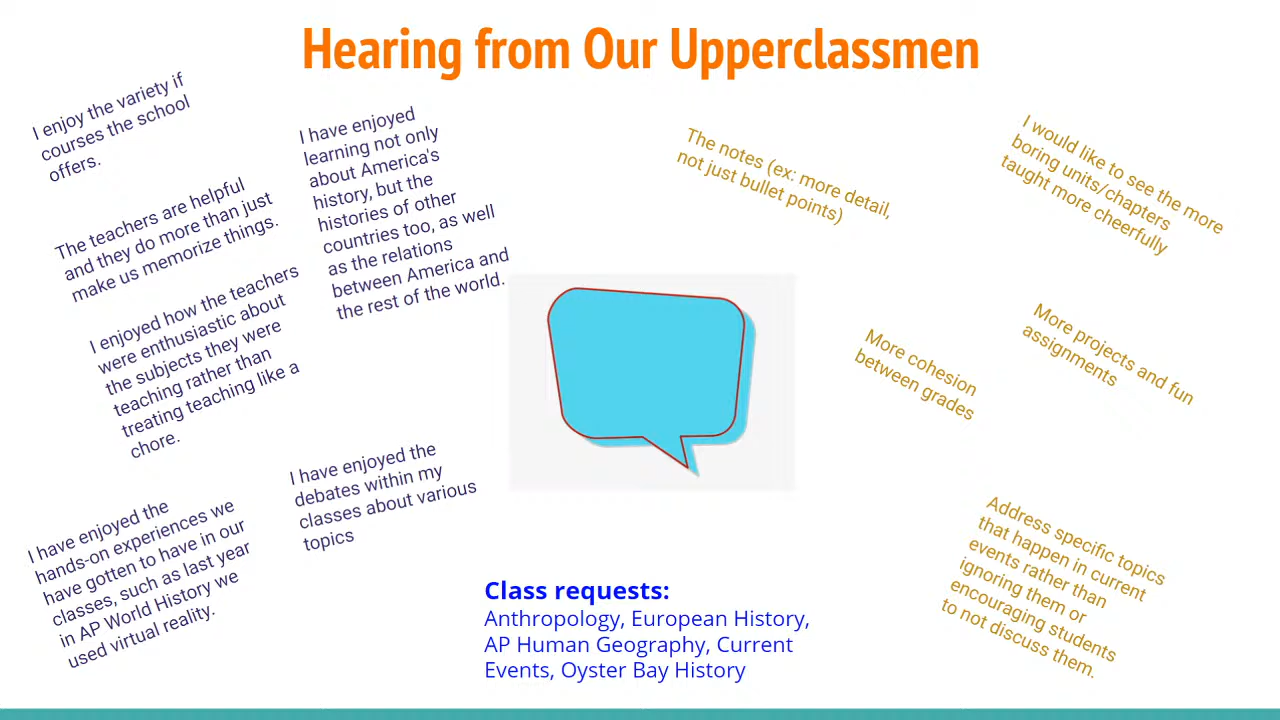 Hearing from Our Upperclassmen
I enjoy the variety if
courses the school
offers.
The teachers are helpful
and they do more than just
make us memorize things.
I enjoyed how the teachers
were enthusiastic about
the subjects they were
teaching rather than
treating teaching like a
chore.
I have enjoyed the
hands-on experiences we
have gotten to have in our
classes, such as last year
in AP World History we
used virtual reality.
I have enjoyed
learning not only
about America's
history, but the
histories of other
countries too, as well
as the relations
between America and
the rest of the world.
I have enjoyed the
debates within my
classes about various
topics
The notes (ex: more detail,
not just bullet points)
I would like to see the more
boring units/chapters
taught more cheerfully
More cohesion
between grades
More projects and fun
assignments
Address specific topics
that happen in current
events rather than
ignoring them or
encouraging students
to not discuss them.
Class requests:
Anthropology, European History,
AP Human Geography, Current
Events, Oyster Bay History